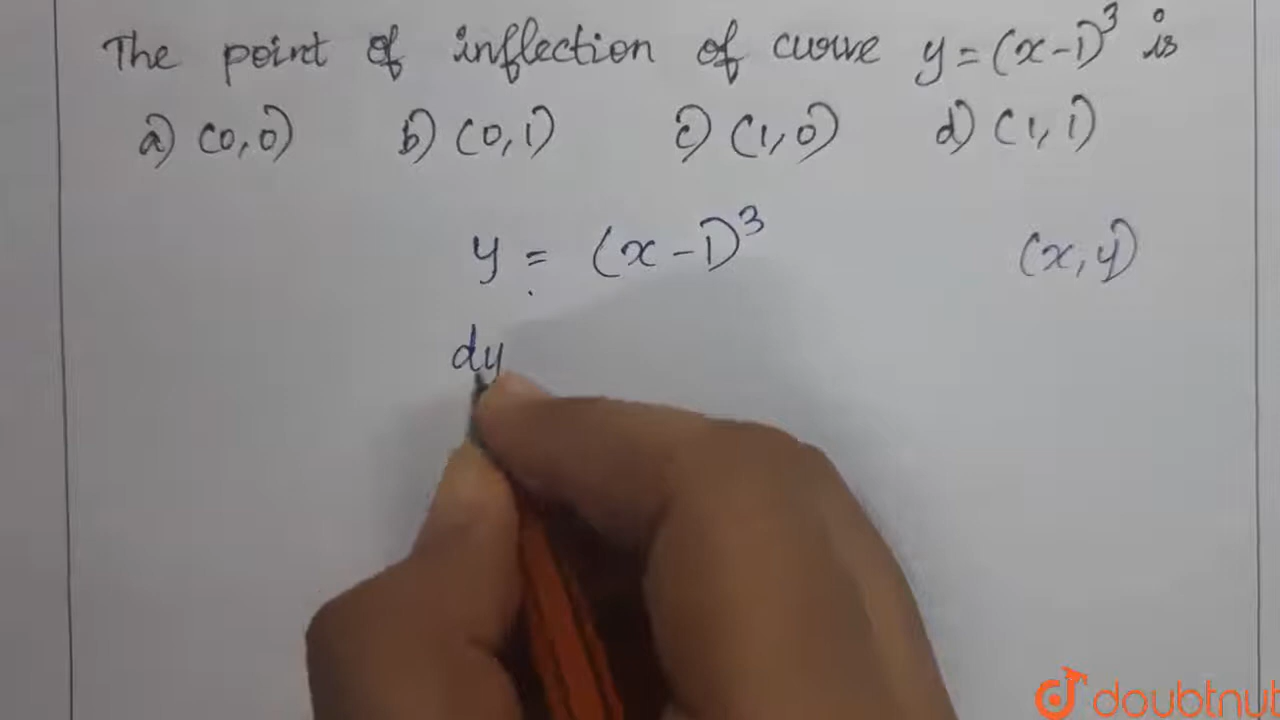 The point of inflection of curve y = (x-1)³ is
a) (0,0) b) (0,1) c) (1,0) d) (1,1)
y = (x-1)³ (x,y)
dy
doubtnut